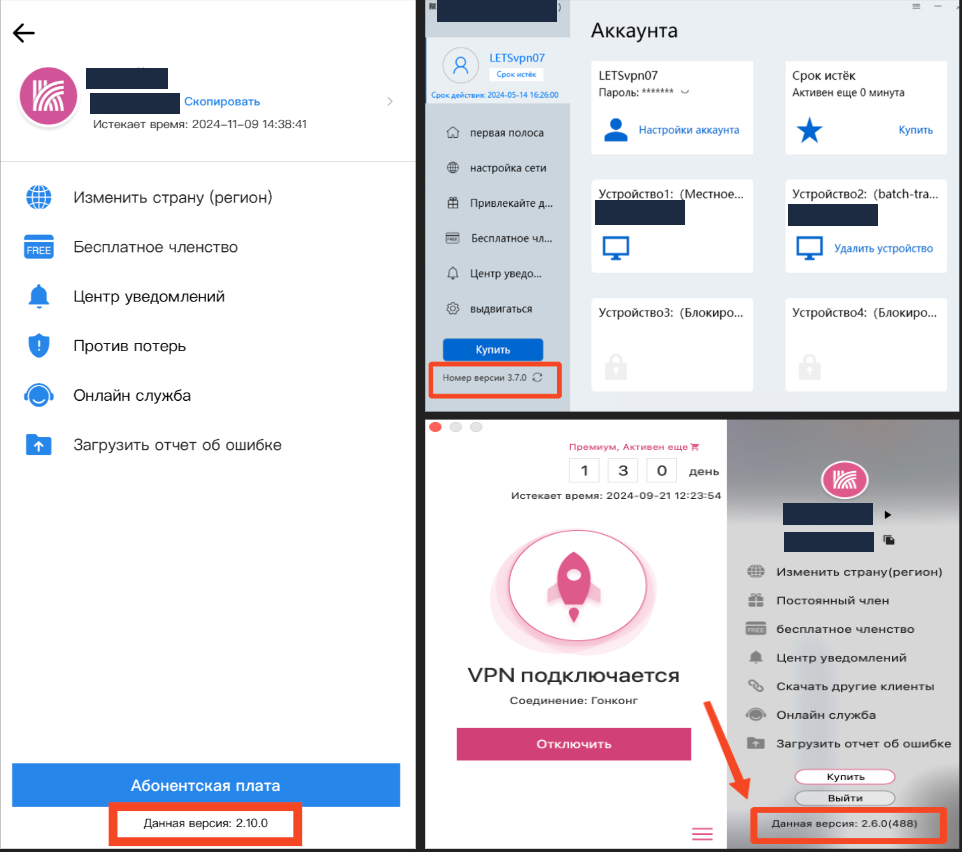 Скопировать
Истекает время: 2024-11-09 14:38:41
Изменить страну (регион)
FREE
Бесплатное членство
Центр уведомлений
Против потерь
Онлайн служба
Загрузить отчет об ошибке
Абонентская плата
Данная версия: 2.10.0
LETSvpn07
Срок истёк
Срок действия: 2024-05-14 16:26:00
первая полоса
настройка сети
Привлекайте д...
FREE
Бесплатное чл...
Центр уведо...
выдвигаться
Купить
Номер версии 3.7.0
Аккаунта
LETSvpn07
Пароль: *******
Настройки аккаунта
Срок истёк
Активен еще 0 минута
Купить
Устройство1: (Местное...
Устройство2: (batch-tra...
Удалить устройство
Устройство3: (Блокиро...
Устройство4: (Блокиро...
Премиум, Активен еще
1 3 0 день
Истекает время: 2024-09-21 12:23:54
VPN подключается
Соединение: Гонконг
Отключить
Изменить страну(регион)
Постоянный член
FREE
бесплатное членство
Центр уведомлений
Скачать другие клиенты
Онлайн служба
Загрузить отчет об ошибке
Купить
Выйти
Данная версия: 2.6.0(488)